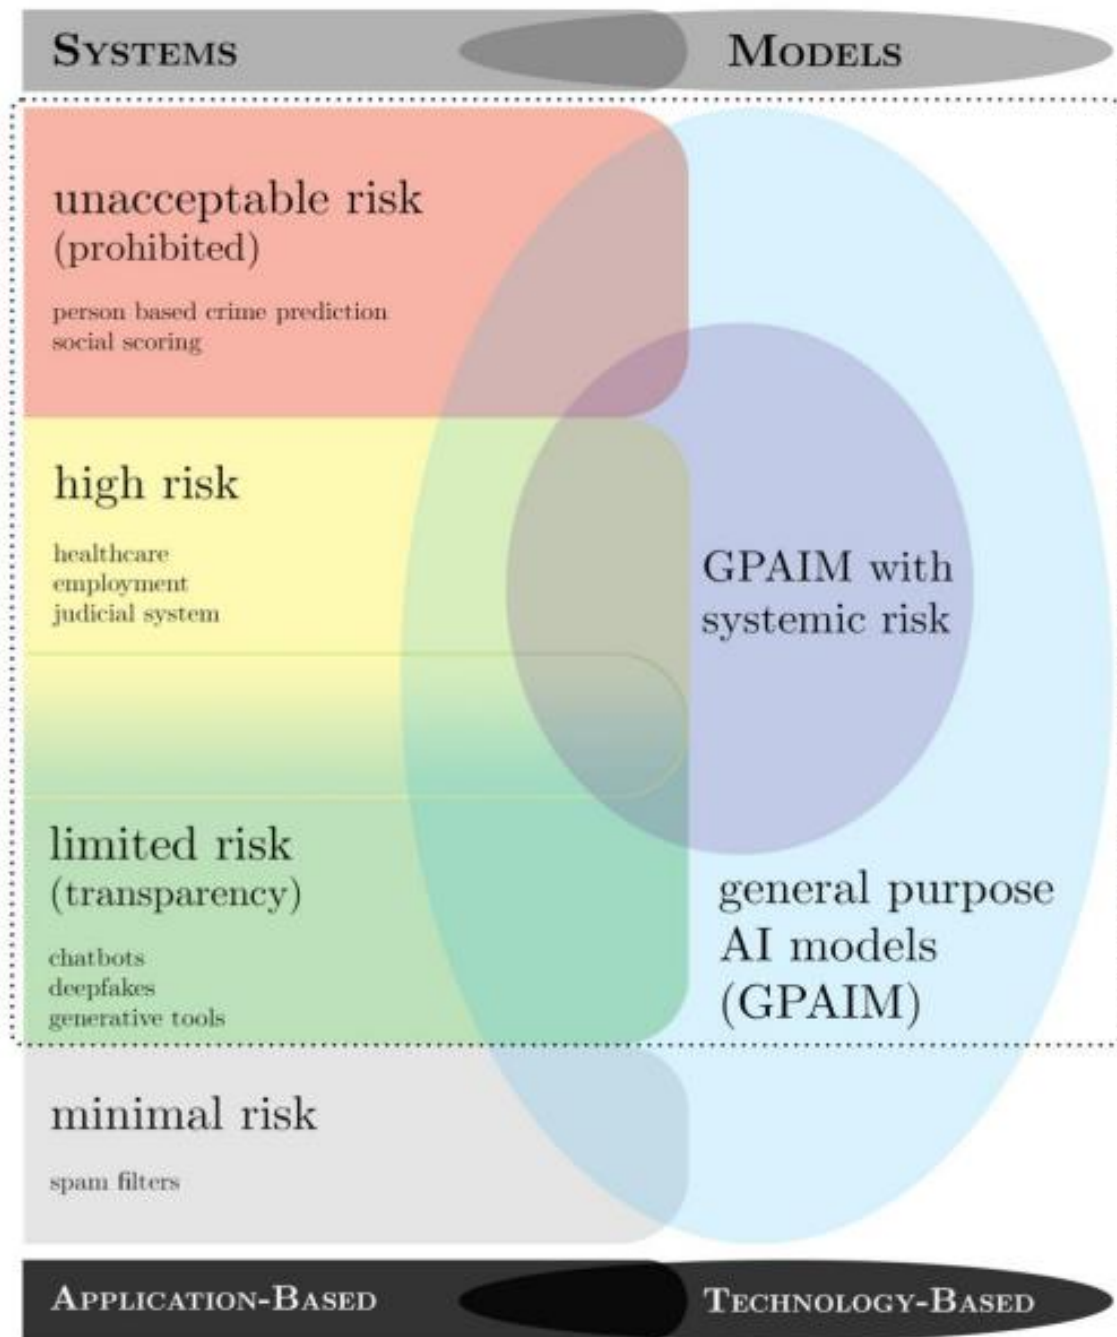 SYSTEMS
MODELS
unacceptable risk
(prohibited)
person based crime prediction
social scoring
high risk
healthcare
employment
judicial system
GPAIM with
systemic risk
limited risk
(transparency)
chatbots
deepfakes
generative tools
general purpose
AI models
(GPAIM)
minimal risk
spam filters
APPLICATION-BASED
TECHNOLOGY-BASED